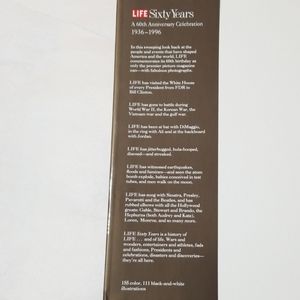 LIFE Sixty Years
A 60th Anniversary Celebration
1936–1996
In this sweeping look back at the
people and events that have shaped
America and the world, LIFE
commemorates its 60th birthday as
only the premier picture magazine
can—with fabulous photographs.
LIFE has visited the White House
of every President from FDR to
Bill Clinton.
LIFE has gone to battle during
World War II, the Korean War, the
Vietnam war and the gulf war.
LIFE has been at bat with DiMaggio,
in the ring with Ali and at the backboard
with Jordan.
LIFE has jitterbugged, hula-hooped,
discoed—and streaked.
LIFE has witnessed earthquakes,
floods and famines—and seen the atom
bomb explode, babies conceived in test
tubes, and men walk on the moon.
LIFE has sung with Sinatra, Presley,
Pavarotti and the Beatles, and has
rubbed elbows with all the Hollywood
greats: Gable, Stewart and Brando, the
Hepburns (both Audrey and Kate),
Loren, Monroe, and so many more.
LIFE Sixty Years is a history of
LIFE . . . and of life. Wars and
wonders, entertainers and athletes, fads
and fashions, Presidents and
celebrations, disasters and discoveries—
they're all here.
155 color, 111 black-and-white
illustrations